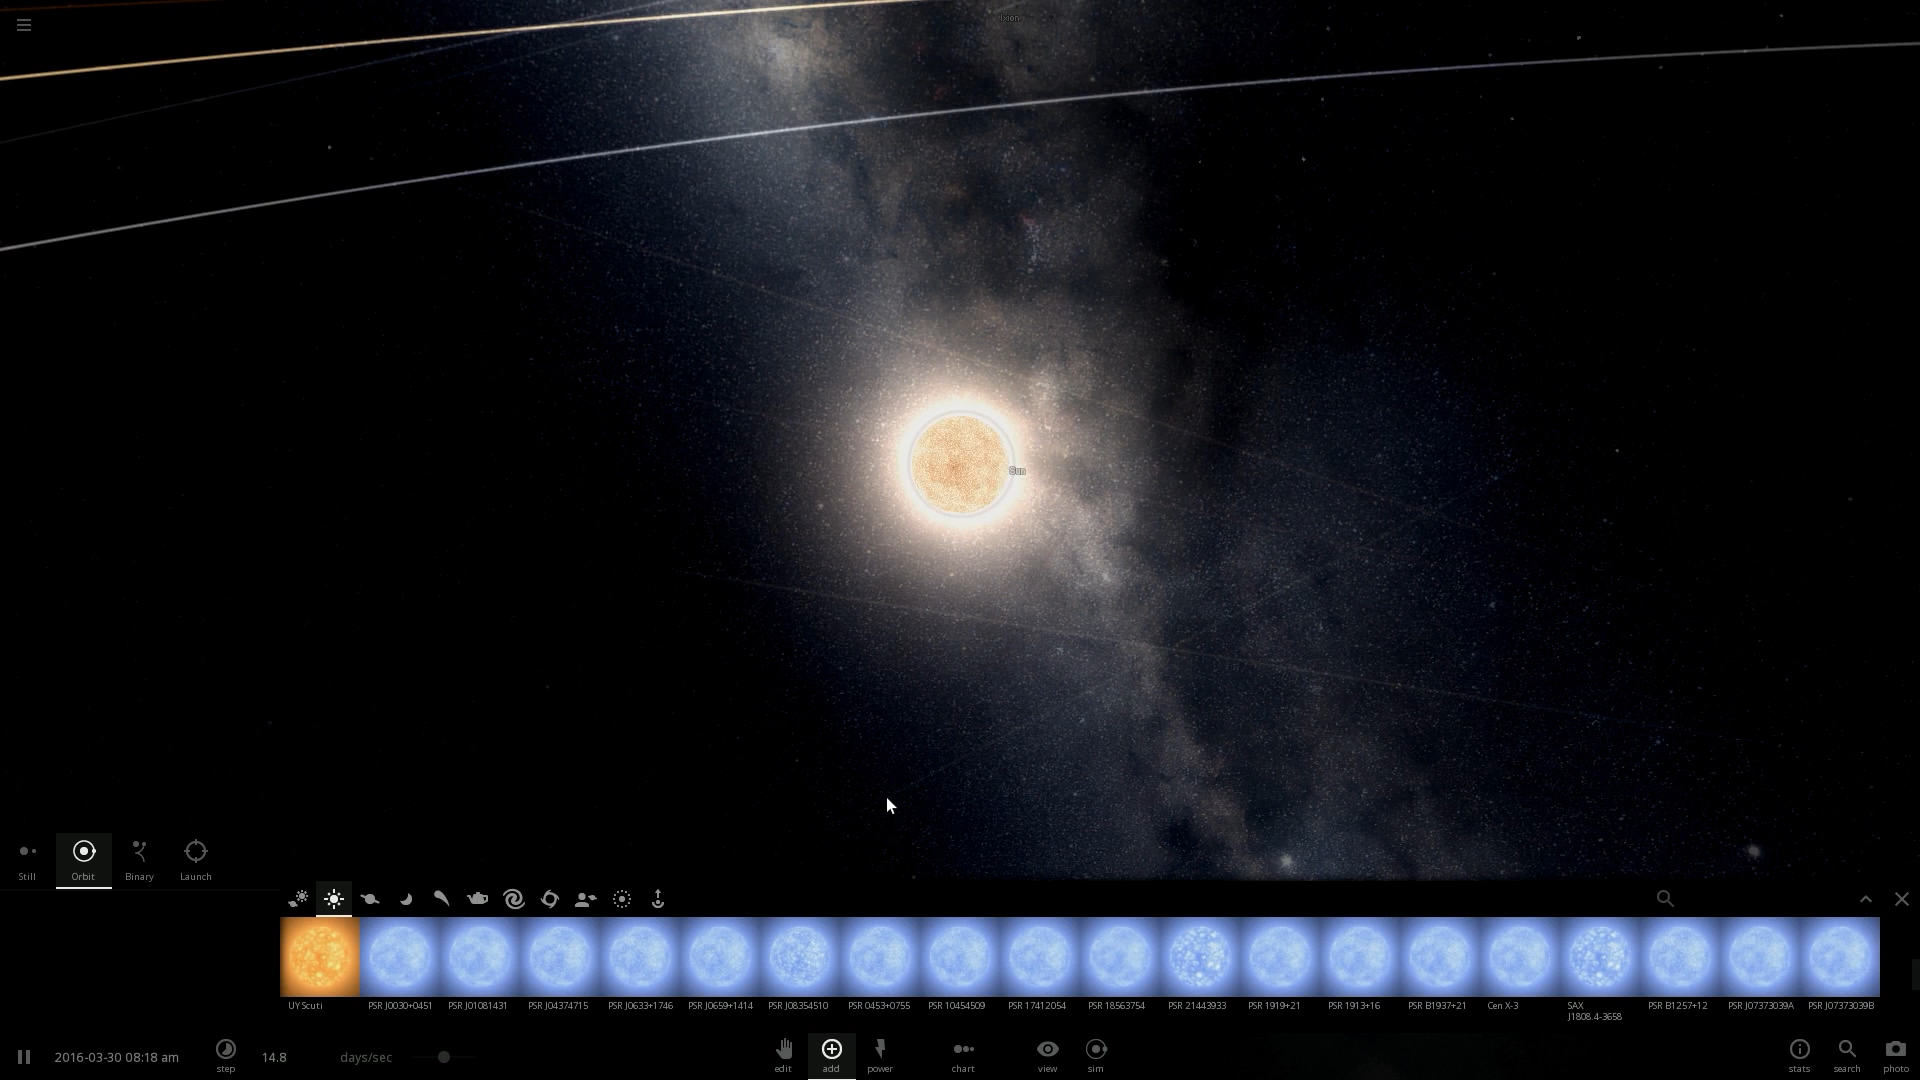 Ixion
Sun
Still
Orbit
Binary
Launch
UY Scuti
PSR J0030+0451
PSR J01081431
PSR J04374715
PSR J0633+1746
PSR J0659+1414
PSR J08354510
PSR 0453+0755
PSR 10454509
PSR 17412054
PSR 18563754
PSR 21443933
PSR 1919+21
PSR 1913+16
PSR B1937+21
Cen X-3
SAX
J1808.4-3658
PSR B1257+12
PSR J07373039A
PSR J07373039B
2016-03-30 08:18 am
step
14.8
days/sec
edit
add
power
chart
view
sim
stats
search
photo